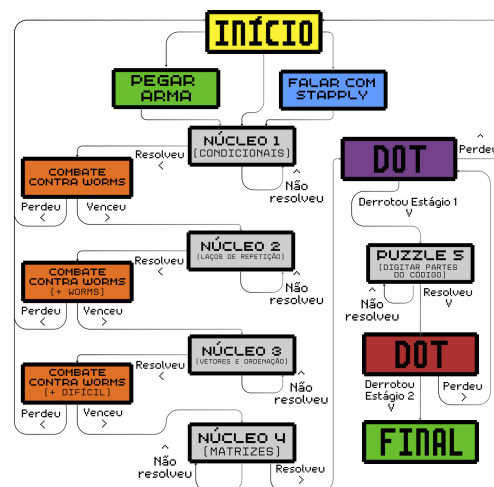 INÍCIO
PEGAR
ARMA
FALAR COM
STAPPLY
NÚCLEO 1
(CONDICIONAIS)
Resolveu
<
^
Não
resolveu
COMBATE
CONTRA WORMS
Perdeu
<
Venceu
>
NÚCLEO 2
(LAÇOS DE REPETIÇÃO)
Resolveu
<
^
Não
resolveu
COMBATE
CONTRA WORMS
(+ WORMS)
Perdeu
<
Venceu
>
NÚCLEO 3
(VETORES E ORDENAÇÃO)
Resolveu
<
^
Não
resolveu
COMBATE
CONTRA WORMS
(+ DIFÍCIL)
Perdeu
<
Venceu
>
NÚCLEO 4
(MATRIZES)
^
Não
resolveu
Resolveu
>
DOT
^
Perdeu
Derrotou Estágio 1
V
PUZZLE 5
(DIGITAR PARTES
DO CÓDIGO)
^
Não
resolveu
Resolveu
V
DOT
Derrotou
Estágio 2
V
Perdeu
>
FINAL